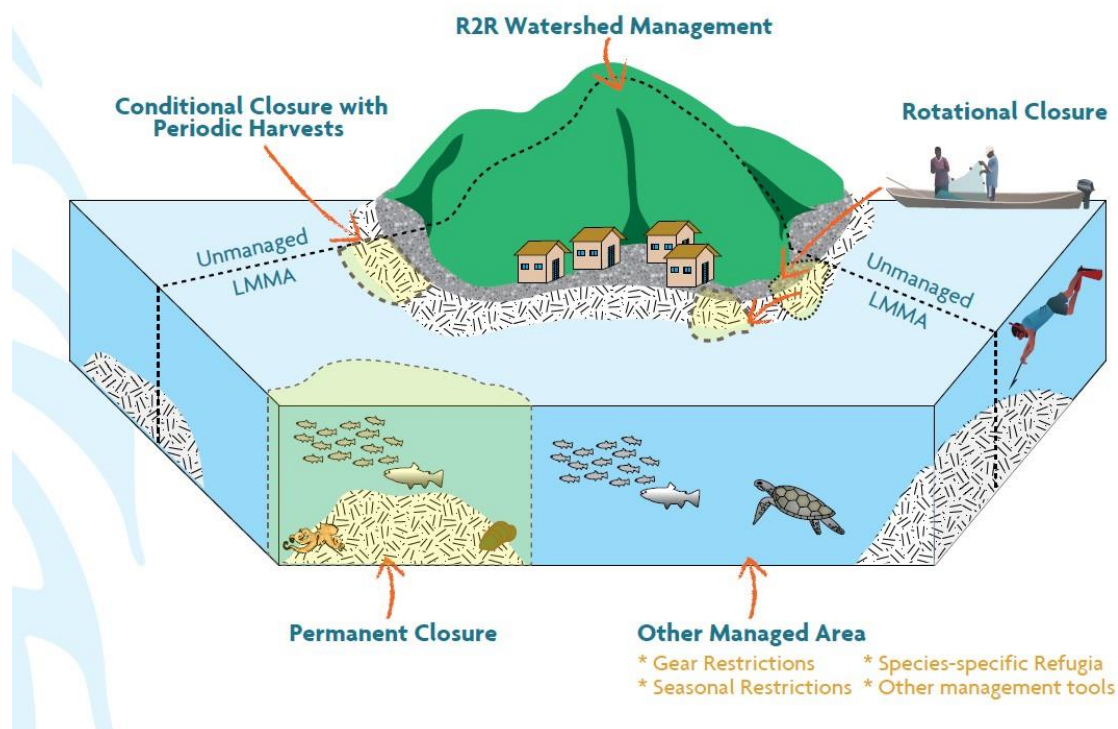 R2R Watershed Management
Conditional Closure with
Periodic Harvests
Rotational Closure
Unmanaged
LMMA
Unmanaged
LMMA
Permanent Closure
Other Managed Area
* Gear Restrictions
* Species-specific Refugia
* Seasonal Restrictions
* Other management tools